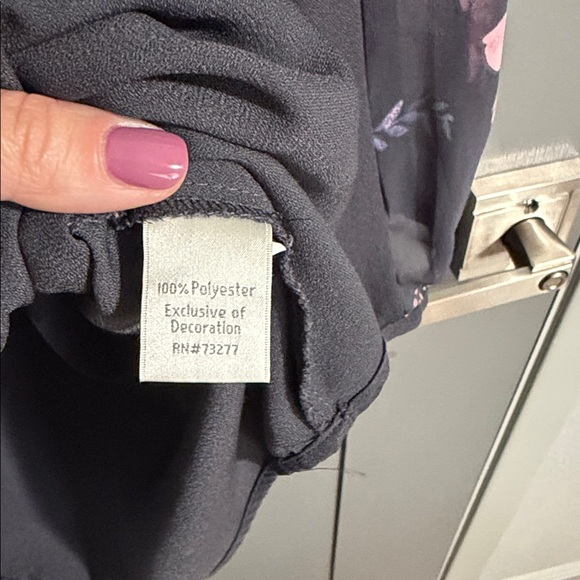 100% Polyester
Exclusive of
Decoration
RN#73277